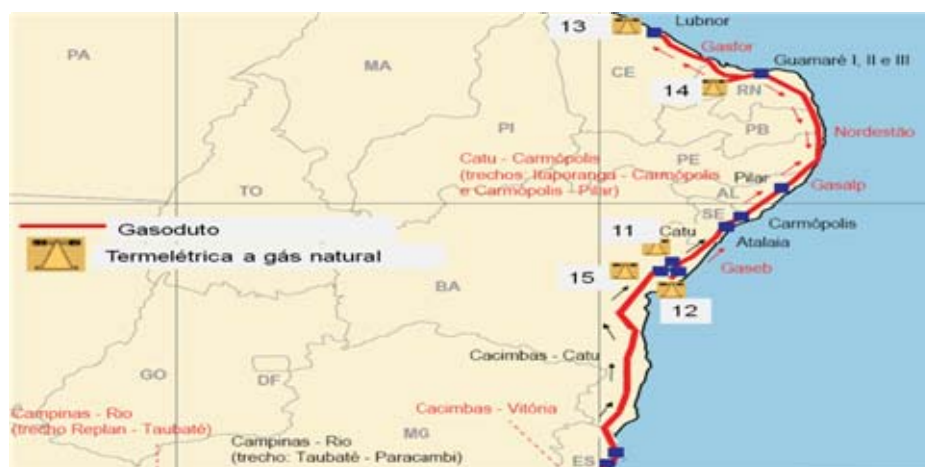 13
Lubnor
PA
MA
CE
Gasfor
Guamaré I, II e III
14
RN
PI
PB
Nordestão
Catu - Carmópolis
(trechos: Itaporanga - Carmópolis
e Carmópolis - Pilar)
PE
Pilar
TO
AL
Gasalp
SE
Gasoduto
11
Catu
Carmópolis
Termelétrica a gás natural
Atalaia
15
Gaseb
BA
12
Cacimbas - Catu
GO
DF
Campinas - Rio
(trecho Replan - Taubaté)
Cacimbas - Vitória
MG
Campinas - Rio
(trecho: Taubaté - Paracambi)
ES